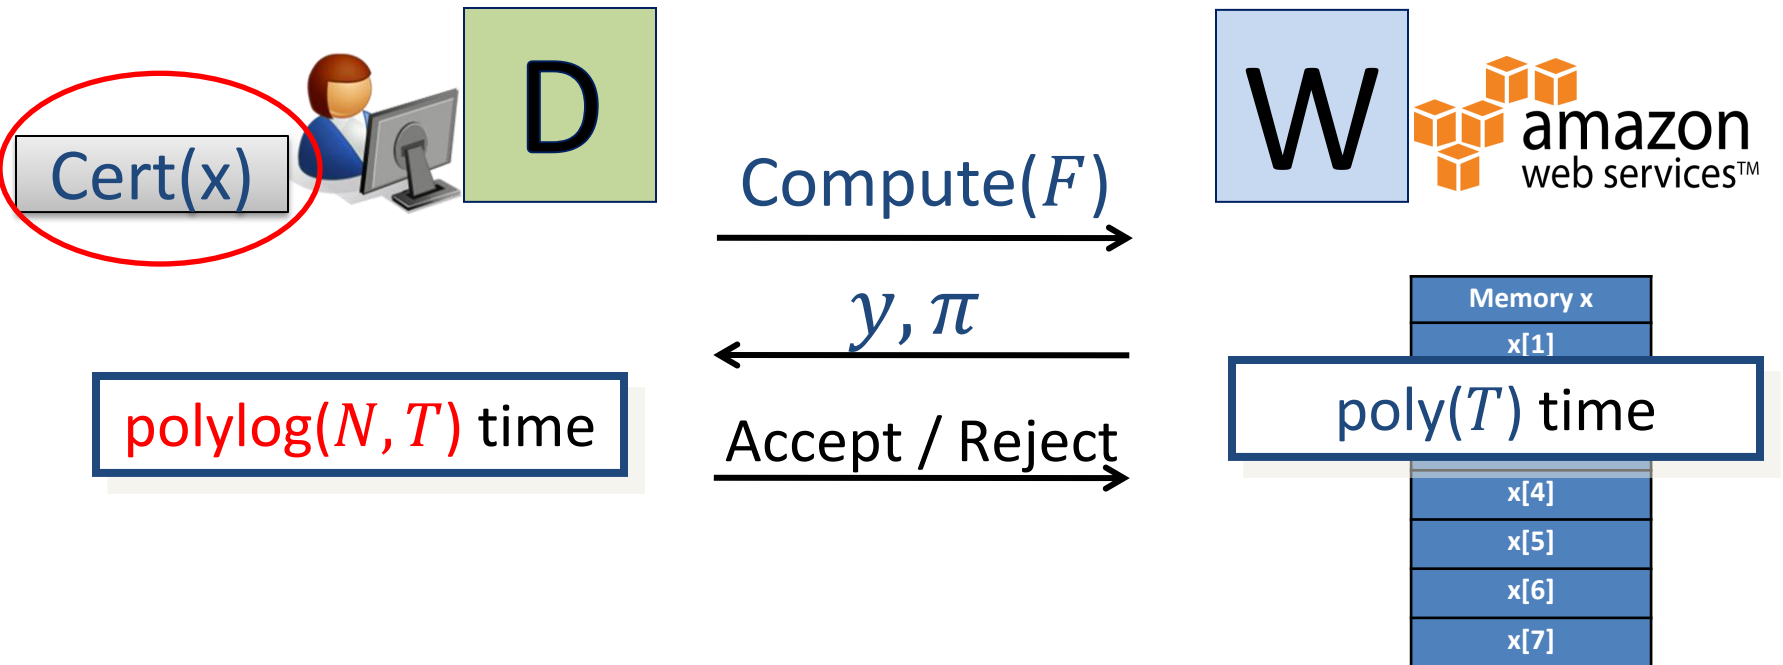 Cert(x)
D
Compute(F)
y, π
Accept / Reject
polylog(N, T) time
W
amazon
web services™
Memory x
x[1]
poly(T) time
x[4]
x[5]
x[6]
x[7]